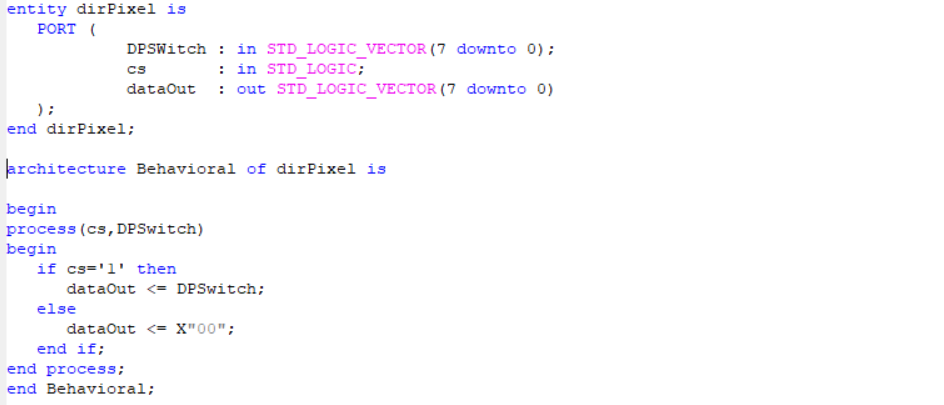 entity dirPixel is
PORT (
DPSWitch : in STD_LOGIC_VECTOR(7 downto 0);
cs : in STD_LOGIC;
dataOut : out STD_LOGIC_VECTOR(7 downto 0)
);
end dirPixel;
architecture Behavioral of dirPixel is
begin
process(cs,DPSwitch)
begin
if cs='1' then
dataOut <= DPSwitch;
else
dataOut <= X"00";
end if;
end process;
end Behavioral;